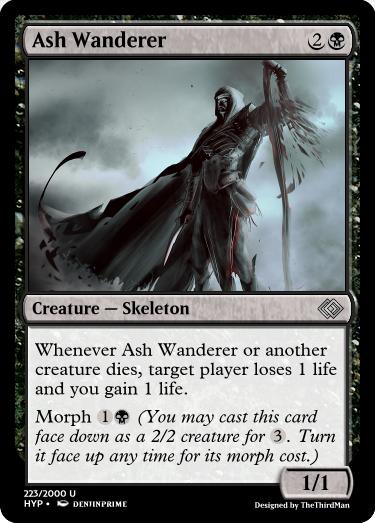 Ash Wanderer 2
Creature — Skeleton
Whenever Ash Wanderer or another
creature dies, target player loses 1 life
and you gain 1 life.
Morph 1 (You may cast this card
face down as a 2/2 creature for 3. Turn
it face up any time for its morph cost.)
1/1
223/2000 U
HYP • DENIINPRIME
Designed by TheThirdMan